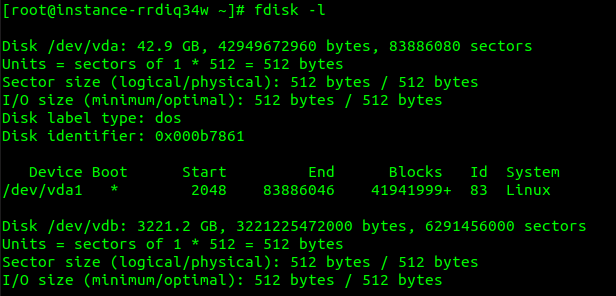 [root@instance-rrdiq34w ~]# fdisk -l
Disk /dev/vda: 42.9 GB, 42949672960 bytes, 83886080 sectors
Units = sectors of 1 * 512 = 512 bytes
Sector size (logical/physical): 512 bytes / 512 bytes
I/O size (minimum/optimal): 512 bytes / 512 bytes
Disk label type: dos
Disk identifier: 0x000b7861
Device Boot Start End Blocks Id System
/dev/vda1 * 2048 83886046 41941999+ 83 Linux
Disk /dev/vdb: 3221.2 GB, 3221225472000 bytes, 6291456000 sectors
Units = sectors of 1 * 512 = 512 bytes
Sector size (logical/physical): 512 bytes / 512 bytes
I/O size (minimum/optimal): 512 bytes / 512 bytes